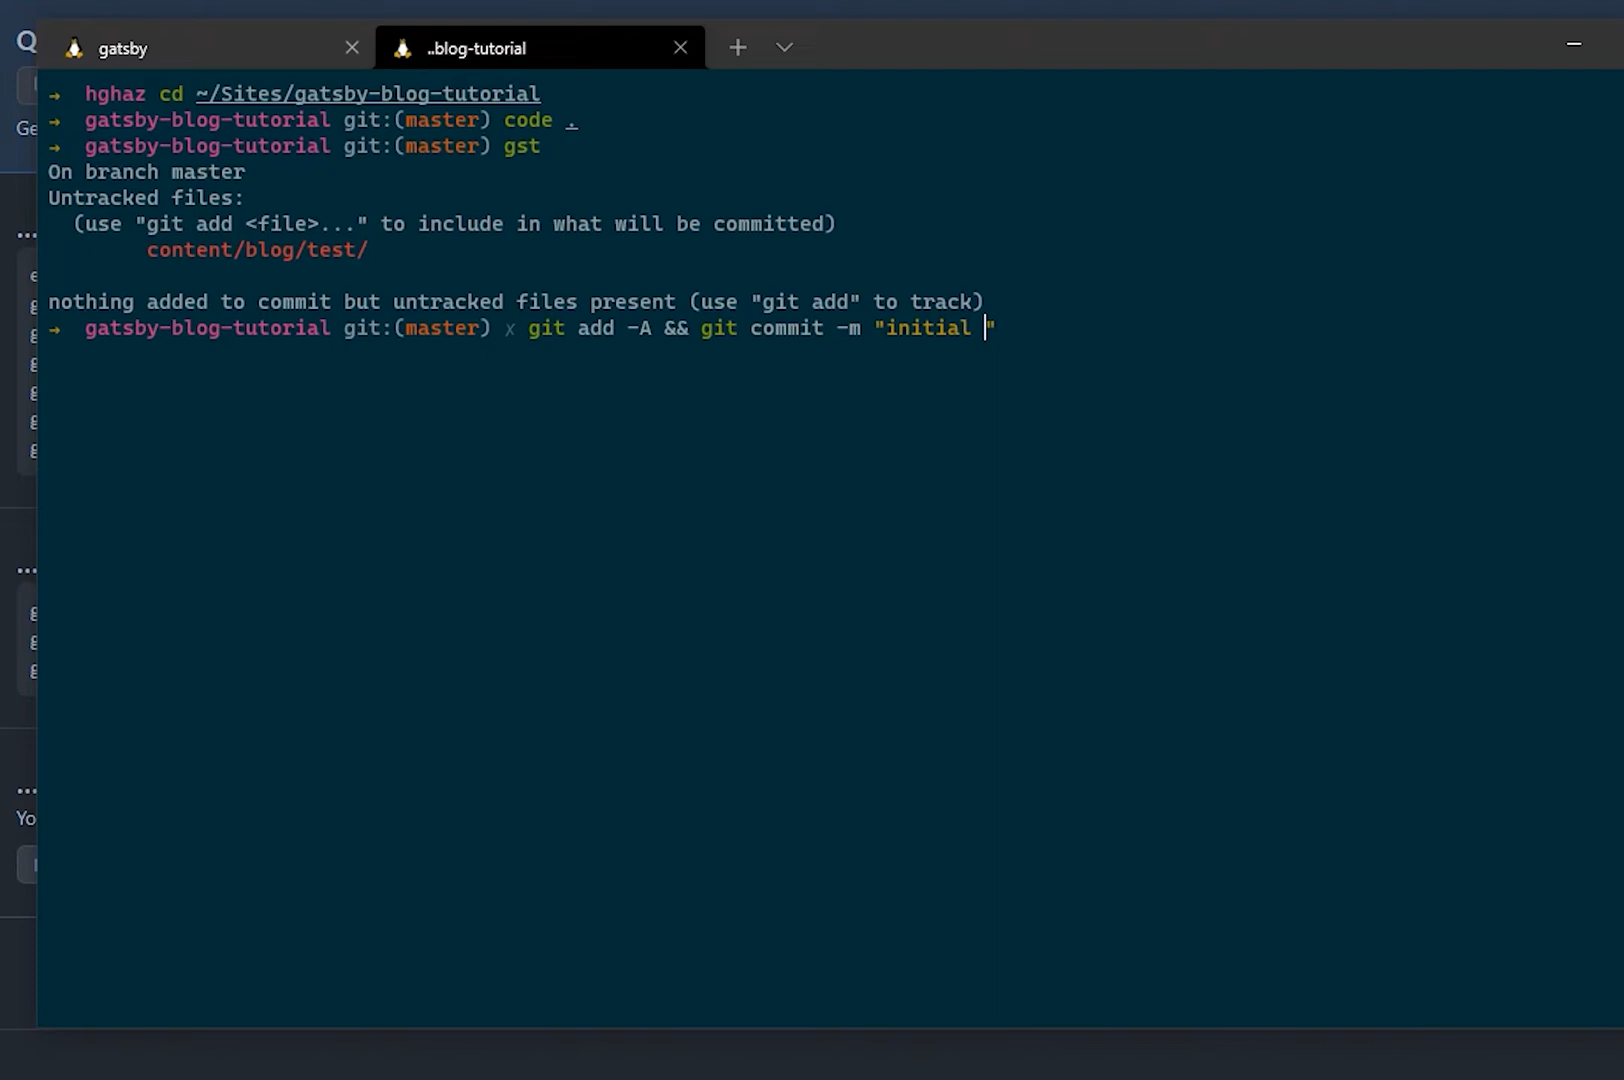 gatsby
..blog-tutorial
→ hghaz cd ~/Sites/gatsby-blog-tutorial
→ gatsby-blog-tutorial git:(master) code .
→ gatsby-blog-tutorial git:(master) gst
On branch master
Untracked files:
(use "git add <file>..." to include in what will be committed)
content/blog/test/
nothing added to commit but untracked files present (use "git add" to track)
→ gatsby-blog-tutorial git:(master) x git add -A && git commit -m "initial "
Q
Ge
...
...
...
Yo